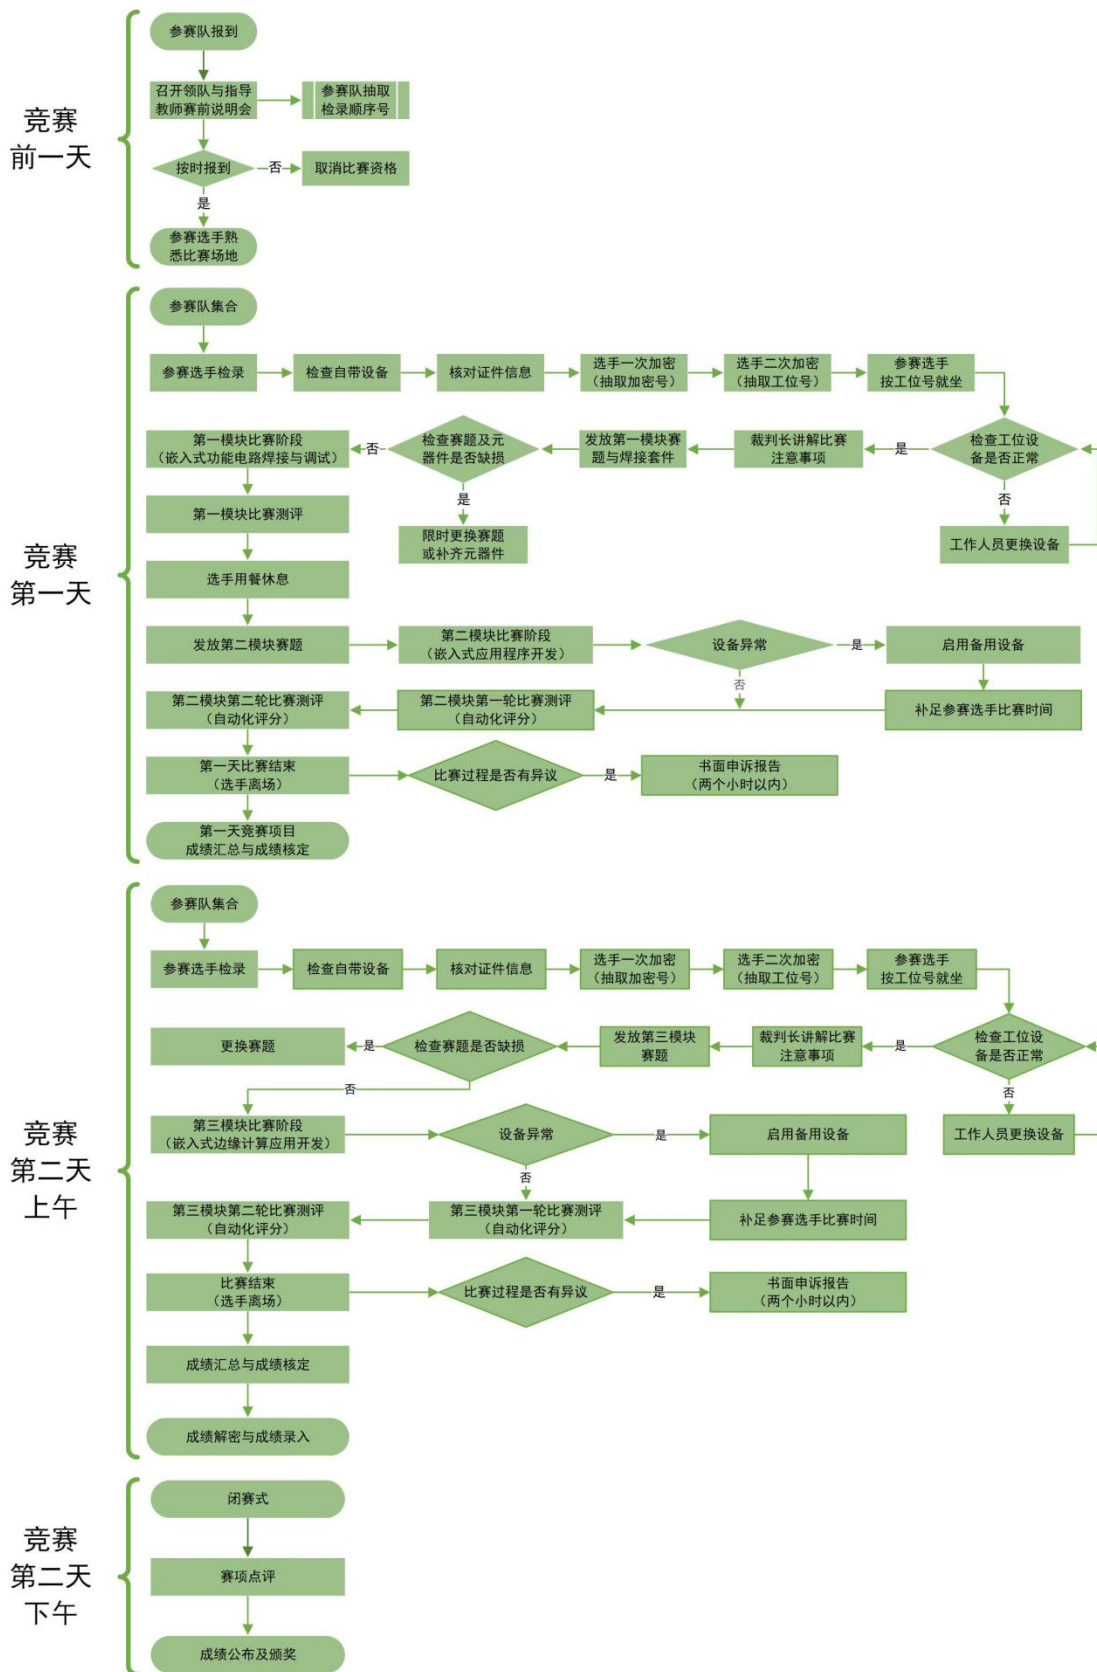 竞赛
前一天
参赛队报到
召开领队与指导
教师赛前说明会
参赛队抽取
检录顺序号
按时报到
否
取消比赛资格
是
参赛选手熟
悉比赛场地
竞赛
第一天
参赛队集合
参赛选手检录
检查自带设备
核对证件信息
选手一次加密
（抽取加密号）
选手二次加密
（抽取工位号）
参赛选手
按工位号就坐
检查工位设
备是否正常
是
否
工作人员更换设备
裁判长讲解比赛
注意事项
发放第一模块赛
题与焊接套件
检查赛题及元
器件是否缺损
否
是
限时更换赛题
或补齐元器件
第一模块比赛阶段
（嵌入式功能电路焊接与调试）
第一模块比赛测评
选手用餐休息
发放第二模块赛题
第二模块比赛阶段
（嵌入式应用程序开发）
设备异常
是
启用备用设备
否
补足参赛选手比赛时间
第二模块第一轮比赛测评
（自动化评分）
第二模块第二轮比赛测评
（自动化评分）
第一天比赛结束
（选手离场）
比赛过程是否有异议
是
书面申诉报告
（两个小时以内）
第一天竞赛项目
成绩汇总与成绩核定
竞赛
第二天
上午
参赛队集合
参赛选手检录
检查自带设备
核对证件信息
选手一次加密
（抽取加密号）
选手二次加密
（抽取工位号）
参赛选手
按工位号就坐
检查工位设
备是否正常
是
否
工作人员更换设备
裁判长讲解比赛
注意事项
发放第三模块
赛题
检查赛题是否缺损
是
更换赛题
否
第三模块比赛阶段
（嵌入式边缘计算应用开发）
设备异常
是
启用备用设备
否
补足参赛选手比赛时间
第三模块第一轮比赛测评
（自动化评分）
第三模块第二轮比赛测评
（自动化评分）
比赛结束
（选手离场）
比赛过程是否有异议
是
书面申诉报告
（两个小时以内）
成绩汇总与成绩核定
成绩解密与成绩录入
竞赛
第二天
下午
闭赛式
赛项点评
成绩公布及颁奖